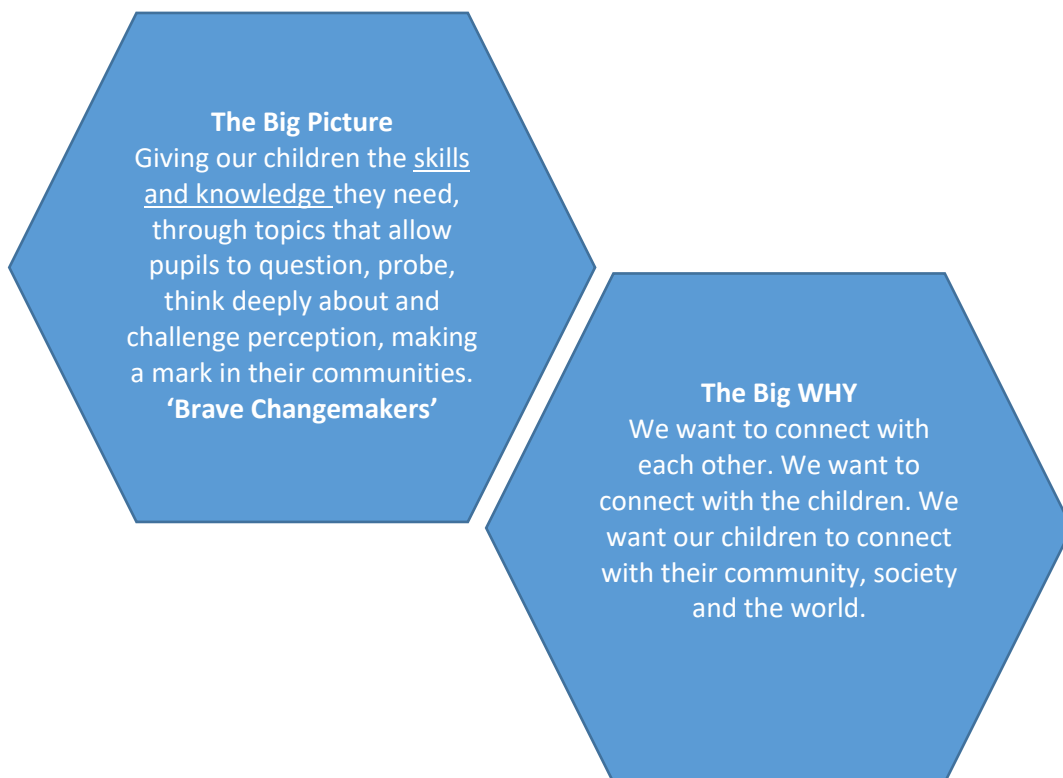 The Big Picture
Giving our children the skills
and knowledge they need,
through topics that allow
pupils to question, probe,
think deeply about and
challenge perception, making
a mark in their communities.
‘Brave Changemakers’
The Big WHY
We want to connect with
each other. We want to
connect with the children. We
want our children to connect
with their community, society
and the world.